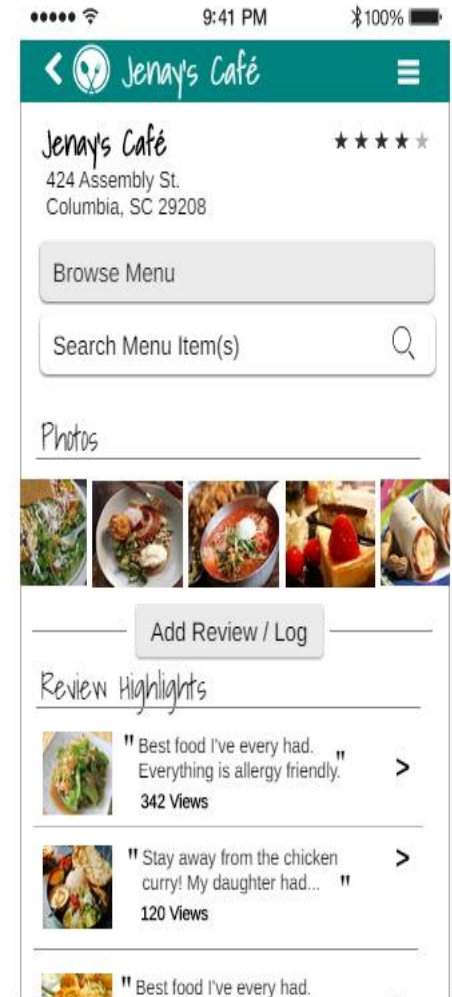 9:41 PM
100%
Jenay's Café
Jenay's Café
424 Assembly St.
Columbia, SC 29208
Browse Menu
Search Menu Item(s)
Photos
Add Review / Log
Review Highlights
" Best food I've every had.
Everything is allergy friendly. "
342 Views
" Stay away from the chicken
curry! My daughter had... "
120 Views
" Best food I've every had.